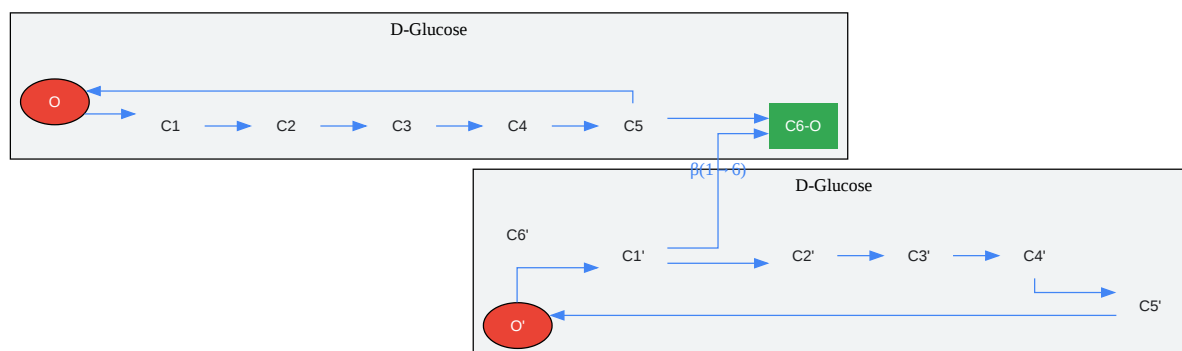 D-Glucose
O
C1
C2
C3
C4
C5
C6-O
β(1→6)
D-Glucose
C6'
C1'
C2'
C3'
C4'
C5'
O'